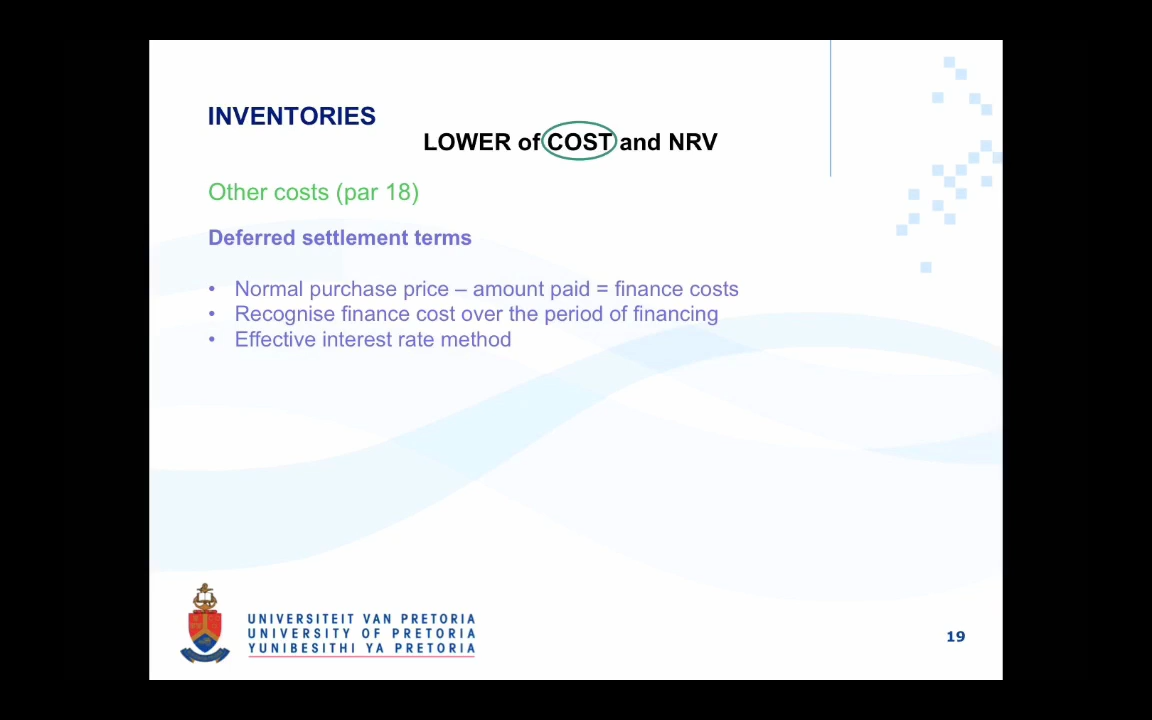 INVENTORIES
LOWER of COST and NRV
Other costs (par 18)
Deferred settlement terms
• Normal purchase price – amount paid = finance costs
• Recognise finance cost over the period of financing
• Effective interest rate method
UNIVERSITEIT VAN PRETORIA
UNIVERSITY OF PRETORIA
YUNIBESITHI YA PRETORIA
19